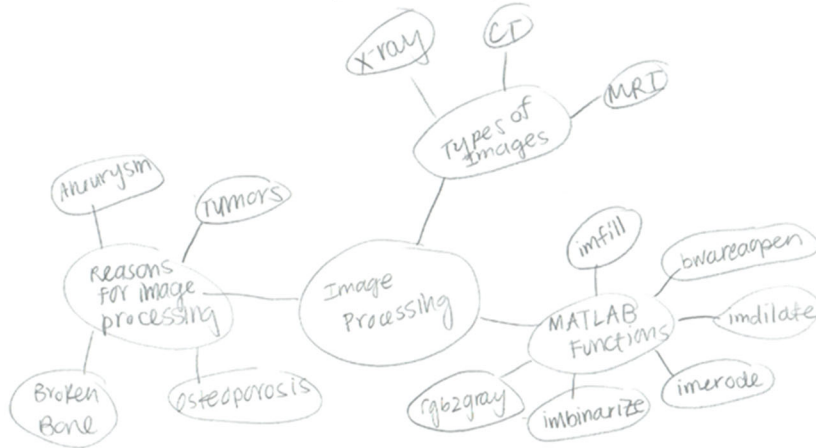 X-ray
CT
MRI
Types of
Images
Aneurysm
Tumors
Reasons
For image
processing
Broken
Bone
osteoporosis
Image
Processing
imfill
bwareaopen
MATLAB
Functions
imdilate
imerode
imbinarize
rgb2gray